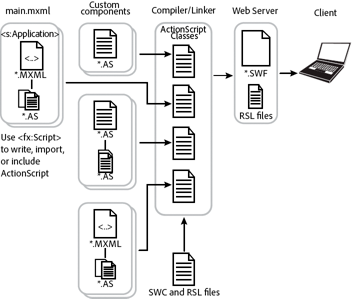 main.mxml
<s:Application>
<..>
*.MXML
*.AS
Use <fx:Script>
to write, import,
or include
ActionScript
Custom
components
*.AS
*.AS
*.AS
<..>
*.MXML
*.AS
Compiler/Linker
ActionScript
Classes
SWC and RSL files
Web Server
*.SWF
RSL files
Client